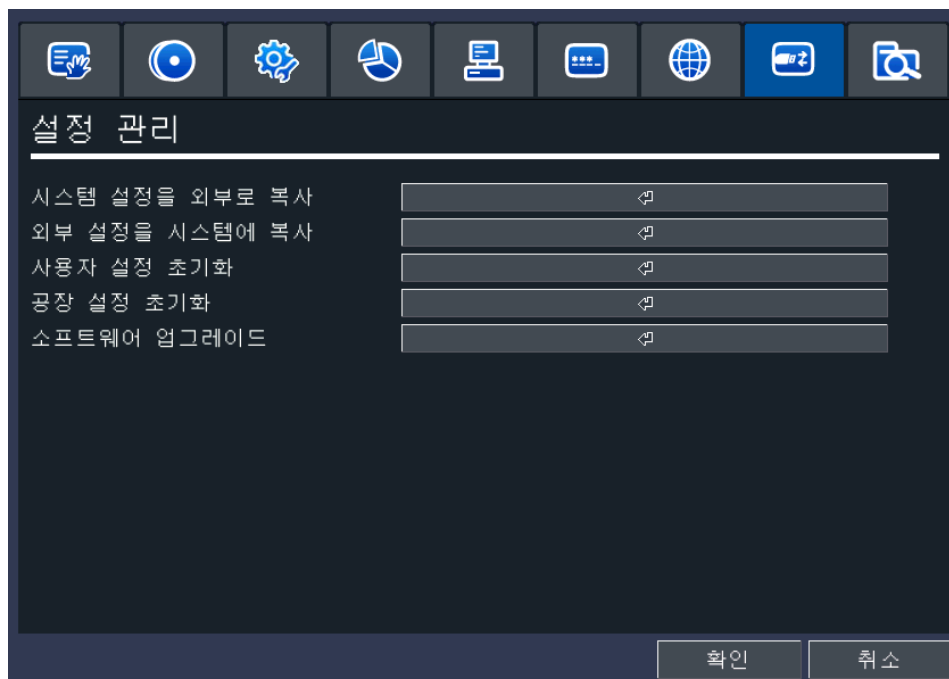 설정 관리
시스템 설정을 외부로 복사
외부 설정을 시스템에 복사
사용자 설정 초기화
공장 설정 초기화
소프트웨어 업그레이드
확인 취소